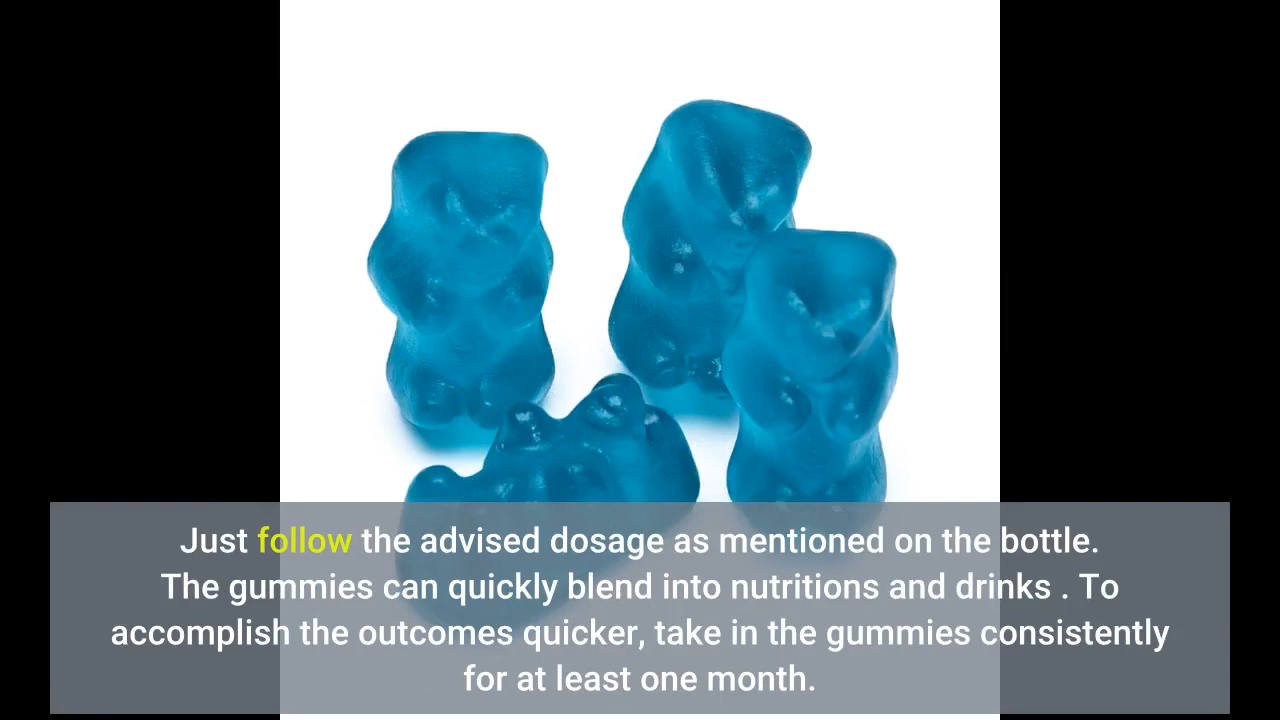 Just follow the advised dosage as mentioned on the bottle.
The gummies can quickly blend into nutritions and drinks . To
accomplish the outcomes quicker, take in the gummies consistently
for at least one month.